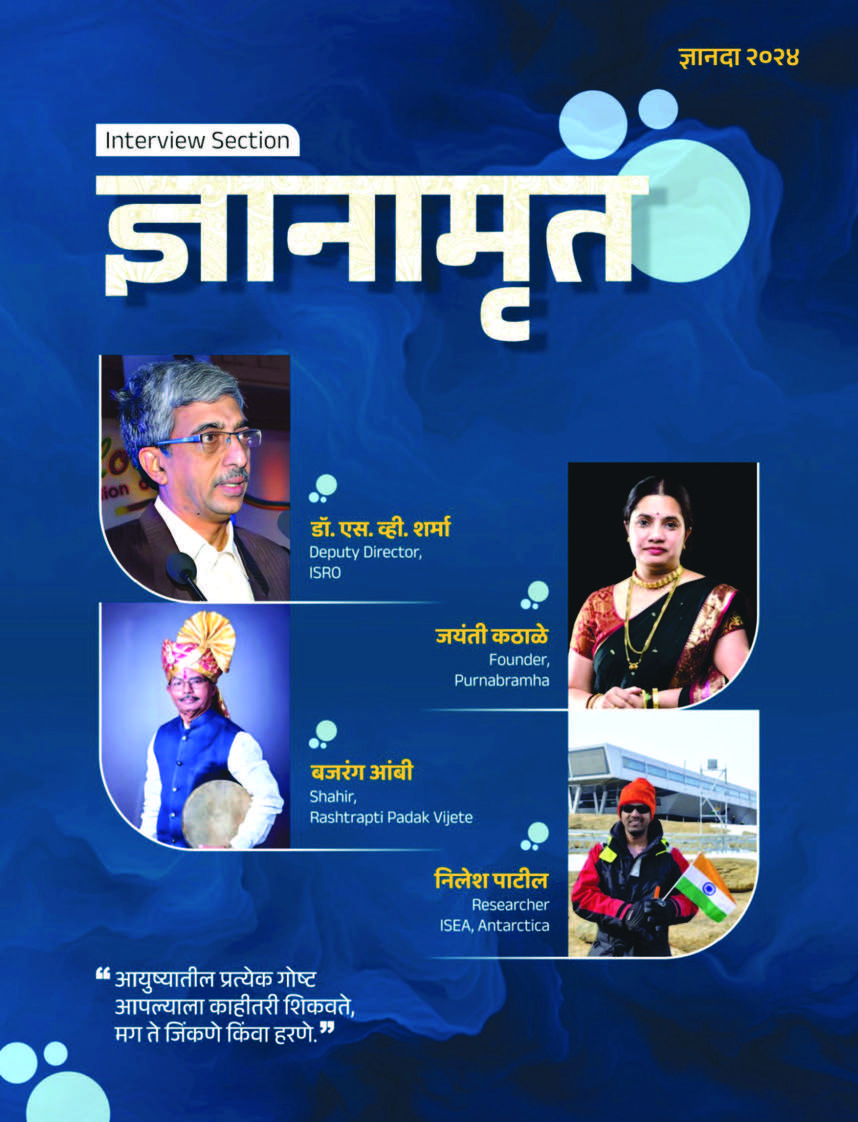 ज्ञानदा २०२४
Interview Section
ज्ञानामृत
डॉ. एस. व्ही. शर्मा
Deputy Director,
ISRO
जयंती कठाळे
Founder,
Purnabramha
बजरंग आंबी
Shahir,
Rashtrapti Padak Vijete
निलेश पाटील
Researcher
ISEA, Antarctica
❝ आयुष्यातील प्रत्येक गोष्ट
आपल्याला काहीतरी शिकवते,
मग ते जिंकणे किंवा हरणे.❞